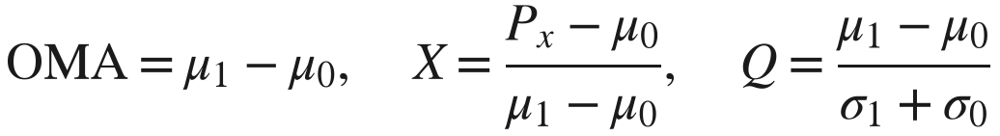 OMA = μ₁ − μ₀, X = (Pₓ − μ₀) / (μ₁ − μ₀), Q = (μ₁ − μ₀) / (σ₁ + σ₀)